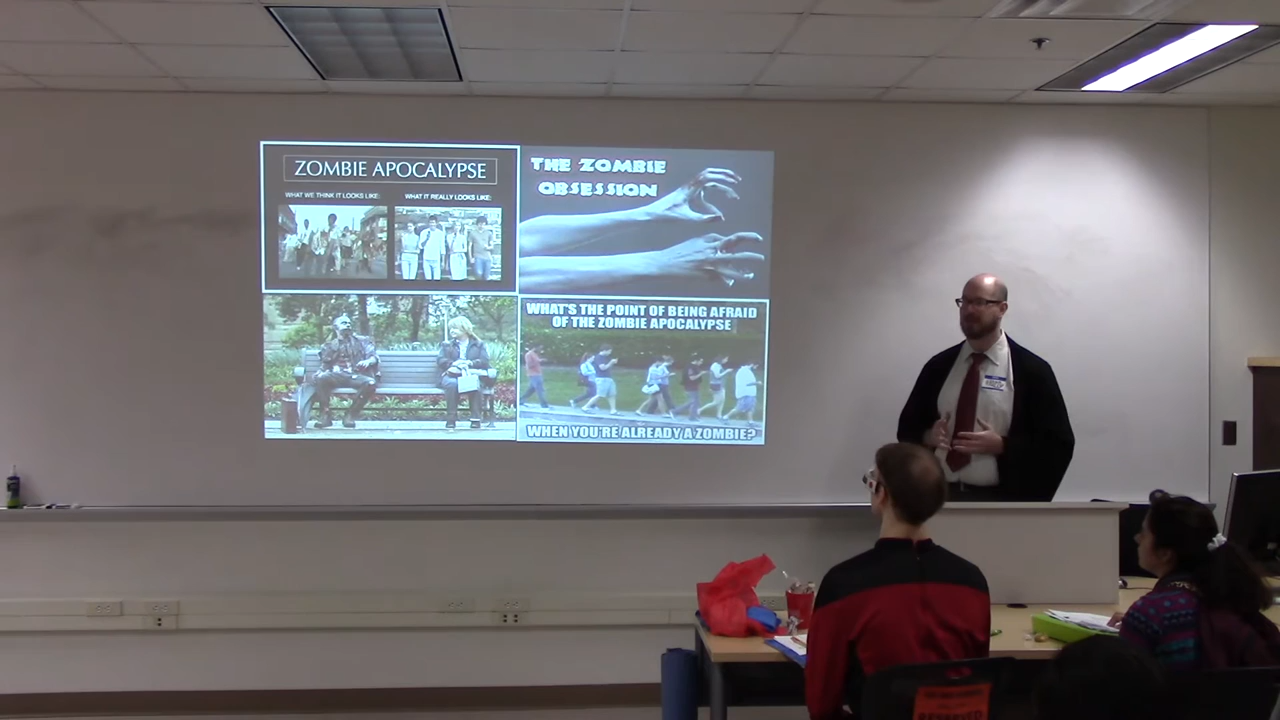 ZOMBIE APOCALYPSE
WHAT WE THINK IT LOOKS LIKE:
WHAT IT REALLY LOOKS LIKE:
THE ZOMBIE
OBSESSION
WHAT'S THE POINT OF BEING AFRAID
OF THE ZOMBIE APOCALYPSE
WHEN YOU'RE ALREADY A ZOMBIE?
RESERVED